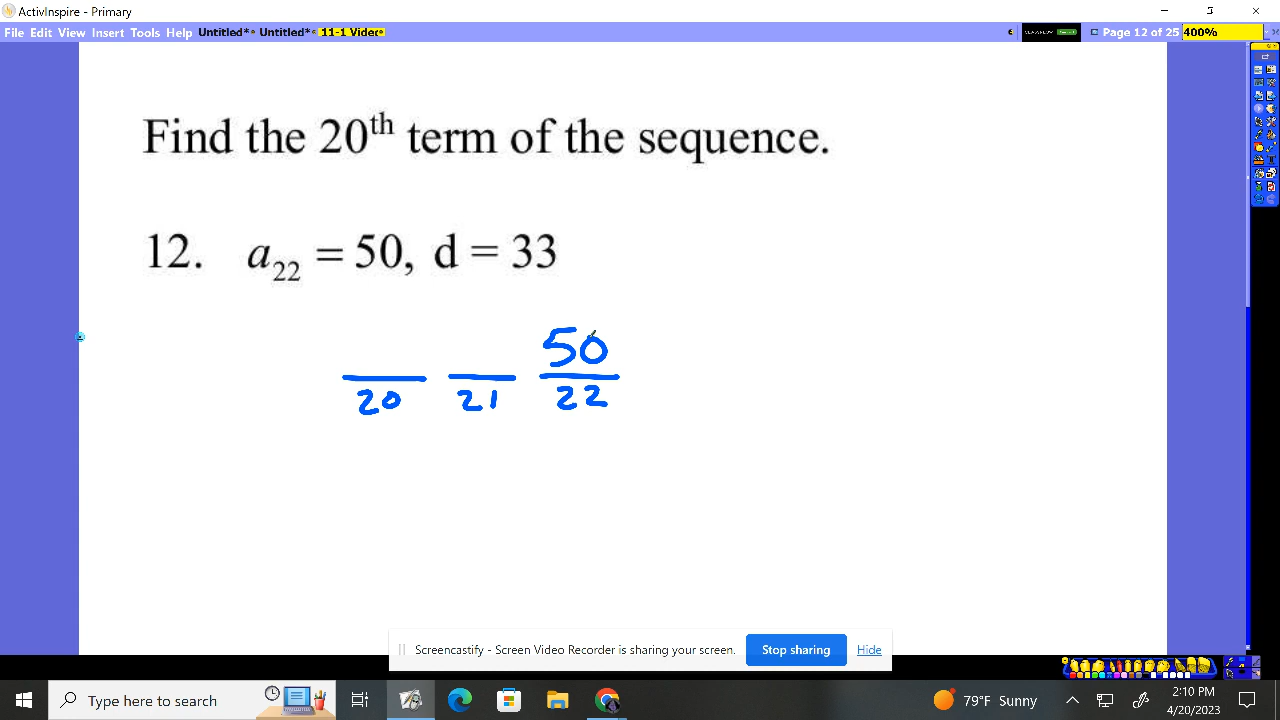 ActivInspire - Primary
File Edit View Insert Tools Help Untitled* Untitled* 11-1 Video* Page 12 of 25 400%
Find the 20th term of the sequence.
12. a22 = 50, d = 33
50
20 21 22
Screencastify - Screen Video Recorder is sharing your screen. Stop sharing Hide
Type here to search
79°F Sunny
2:10 PM
4/20/2023